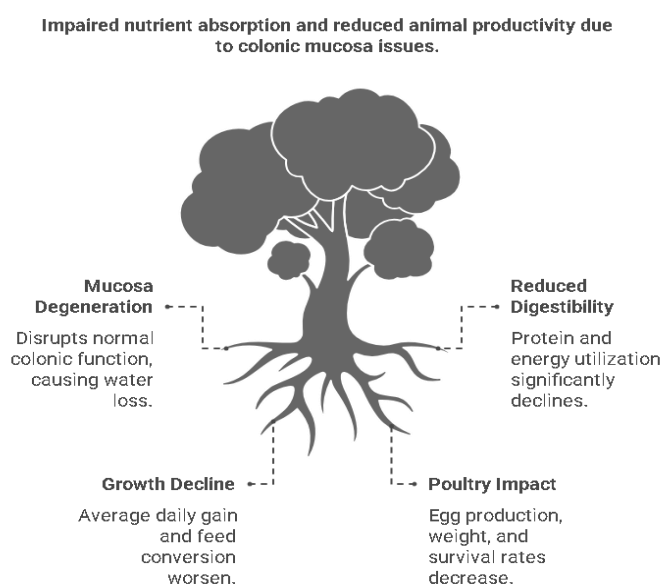 Impaired nutrient absorption and reduced animal productivity due
to colonic mucosa issues.
Mucosa
Degeneration
Disrupts normal
colonic function,
causing water
loss.
Reduced
Digestibility
Protein and
energy utilization
significantly
declines.
Growth Decline
Average daily gain
and feed
conversion
worsen.
Poultry Impact
Egg production,
weight, and
survival rates
decrease.